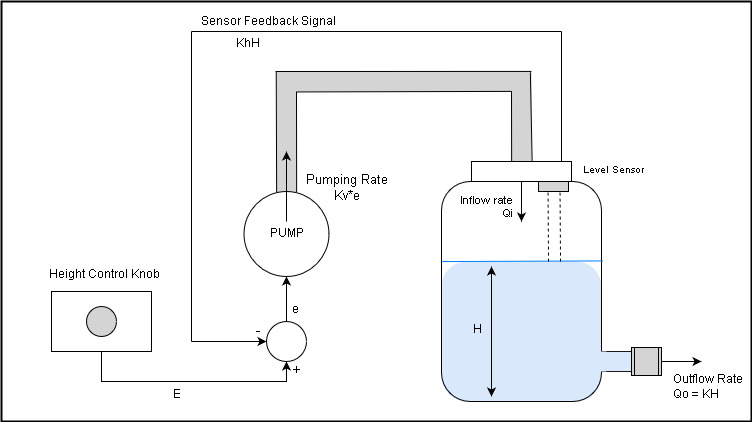 Sensor Feedback Signal
KhH
Level Sensor
Pumping Rate
Kv*e
Inflow rate
Qi
PUMP
Height Control Knob
e
-
H
+
E
Outflow Rate
Qo = KH